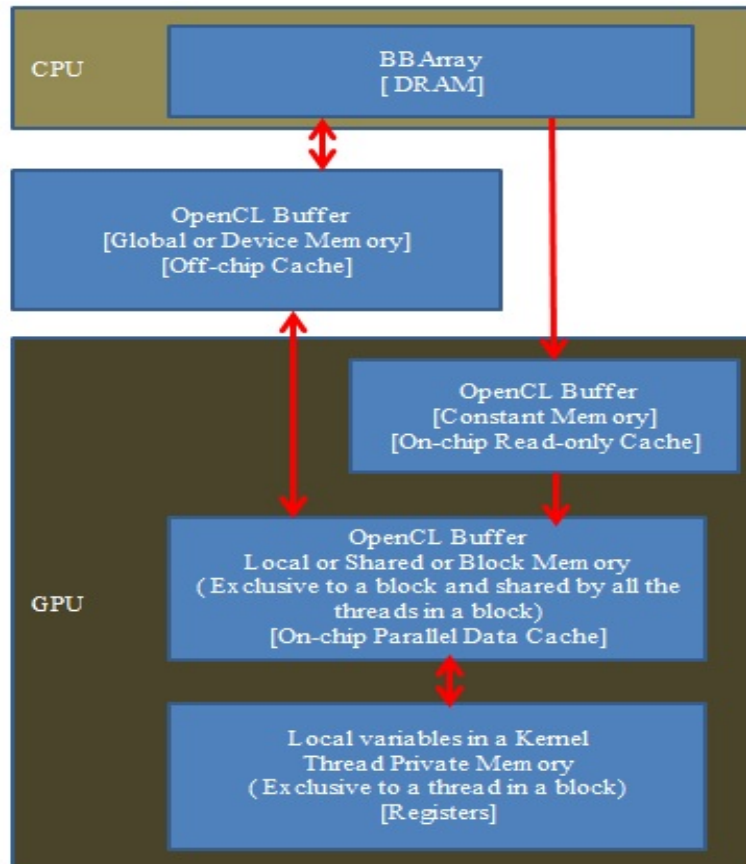 CPU
BBArray
[ DRAM]
OpenCL Buffer
[Global or Device Memory]
[Off-chip Cache]
OpenCL Buffer
[Constant Memory]
[On-chip Read-only Cache]
GPU
OpenCL Buffer
Local or Shared or Block Memory
( Exclusive to a block and shared by all the
threads in a block)
[On-chip Parallel Data Cache]
Local variables in a Kernel
Thread Private Memory
( Exclusive to a thread in a block)
[Registers]